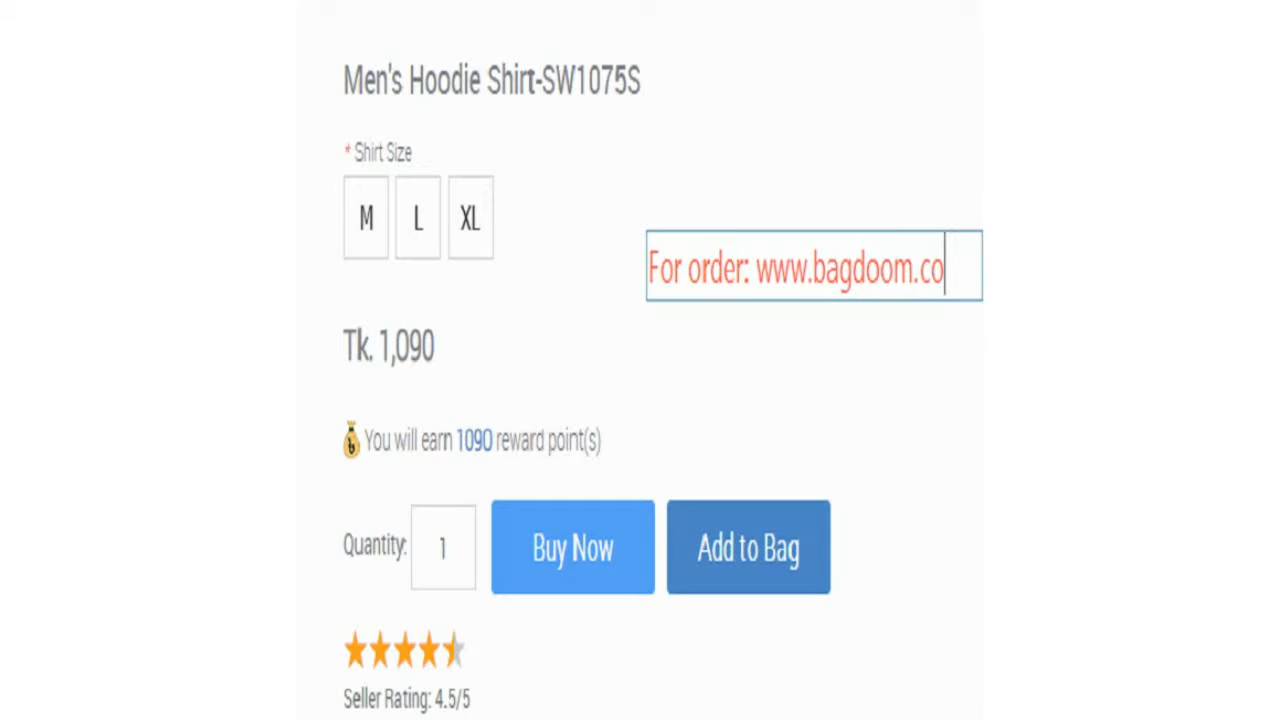 Men's Hoodie Shirt-SW1075S
* Shirt Size
M L XL
For order: www.bagdoom.co
Tk. 1,090
You will earn 1090 reward point(s)
Quantity: 1 Buy Now Add to Bag
Seller Rating: 4.5/5